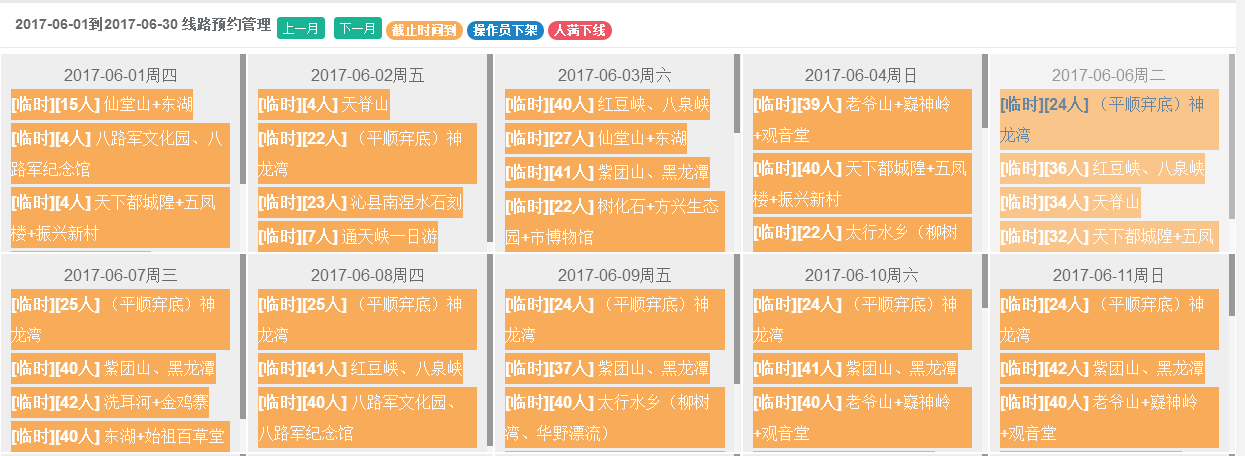 2017-06-01到2017-06-30 线路预约管理 上一月 下一月 截止时间到 操作员下架 人满下线
2017-06-01周四
[临时][15人] 仙堂山+东湖
[临时][4人] 八路军文化园、八
路军纪念馆
[临时][4人] 天下都城隍+五凤
楼+振兴新村
2017-06-02周五
[临时][4人] 天脊山
[临时][22人] （平顺弈底）神
龙湾
[临时][23人] 沁县南涅水石刻
[临时][7人] 通天峡一日游
2017-06-03周六
[临时][40人] 红豆峡、八泉峡
[临时][27人] 仙堂山+东湖
[临时][41人] 紫团山、黑龙潭
[临时][22人] 树化石+方兴生态
园+市博物馆
2017-06-04周日
[临时][39人] 老爷山+嶷神岭
+观音堂
[临时][40人] 天下都城隍+五凤
楼+振兴新村
[临时][22人] 太行水乡（柳树
2017-06-06周二
[临时][24人] （平顺弈底）神
龙湾
[临时][36人] 红豆峡、八泉峡
[临时][34人] 天脊山
[临时][32人] 天下都城隍+五凤
2017-06-07周三
[临时][25人] （平顺弈底）神
龙湾
[临时][40人] 紫团山、黑龙潭
[临时][42人] 洗耳河+金鸡寨
[临时][40人] 东湖+始祖百草堂
2017-06-08周四
[临时][25人] （平顺弈底）神
龙湾
[临时][41人] 红豆峡、八泉峡
[临时][40人] 八路军文化园、
八路军纪念馆
2017-06-09周五
[临时][24人] （平顺弈底）神
龙湾
[临时][37人] 紫团山、黑龙潭
[临时][40人] 太行水乡（柳树
湾、华野漂流）
2017-06-10周六
[临时][24人] （平顺弈底）神
龙湾
[临时][41人] 紫团山、黑龙潭
[临时][40人] 老爷山+嶷神岭
+观音堂
2017-06-11周日
[临时][24人] （平顺弈底）神
龙湾
[临时][42人] 紫团山、黑龙潭
[临时][40人] 老爷山+嶷神岭
+观音堂